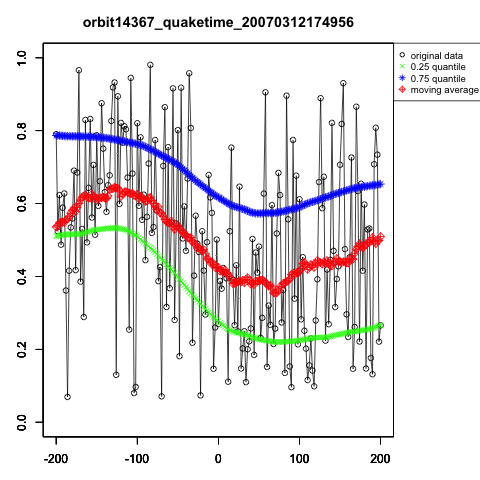 orbit14367_quaketime_20070312174956
original data
0.25 quantile
0.75 quantile
moving average
1.0
0.8
0.6
0.4
0.2
0.0
-200 -100 0 100 200